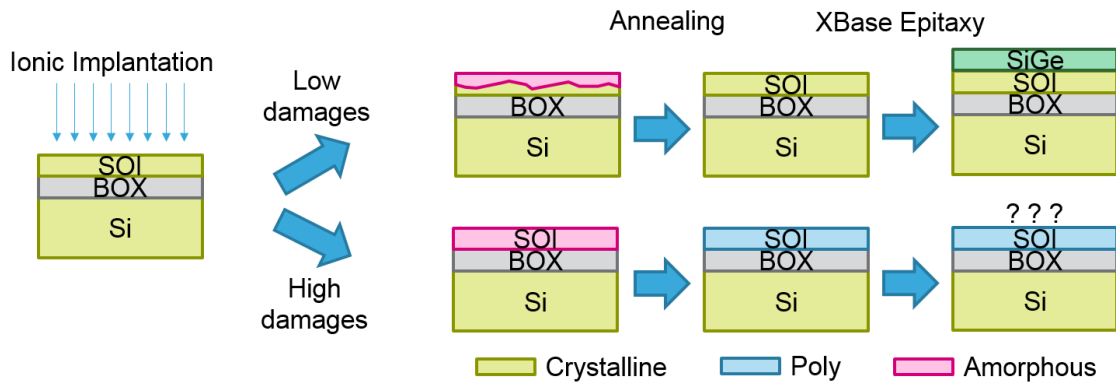 Annealing
XBase Epitaxy
Ionic Implantation
Low
damages
SOI
BOX
Si
SOI
BOX
Si
SiGe
SOI
BOX
Si
SOI
BOX
Si
High
damages
SOI
BOX
Si
SOI
BOX
Si
? ? ?
SOI
BOX
Si
Crystalline
Poly
Amorphous